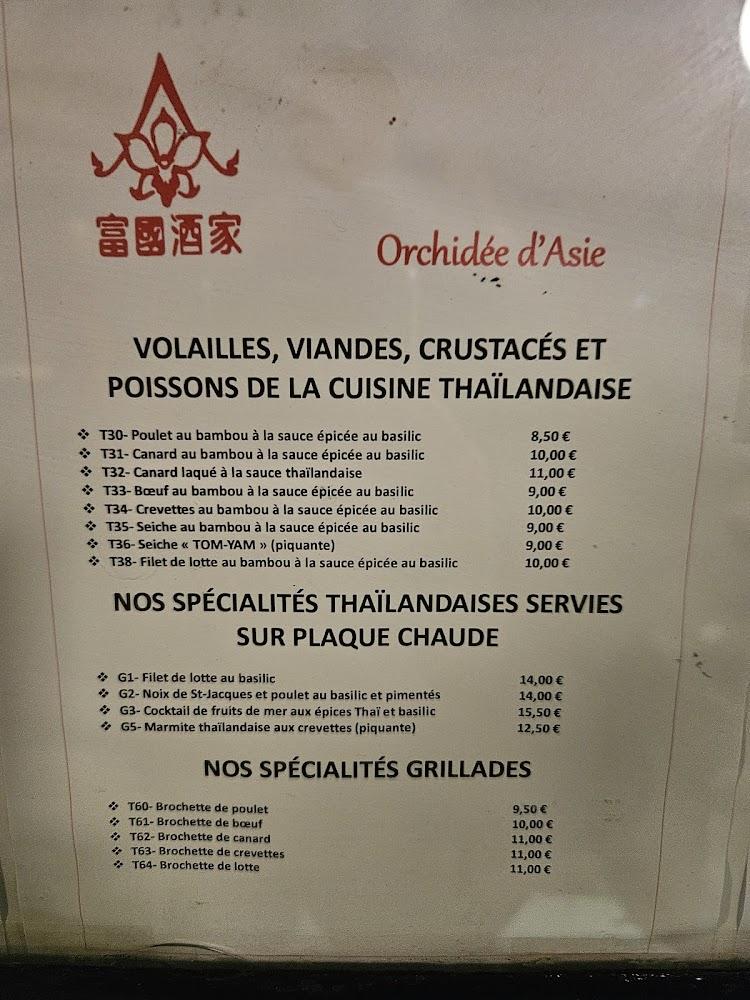 富國酒家
Orchidée d'Asie
VOLAILLES, VIANDES, CRUSTACÉS ET
POISSONS DE LA CUISINE THAÏLANDAISE
❖ T30- Poulet au bambou à la sauce épicée au basilic 8,50 €
❖ T31- Canard au bambou à la sauce épicée au basilic 10,00 €
❖ T32- Canard laqué à la sauce thaïlandaise 11,00 €
❖ T33- Bœuf au bambou à la sauce épicée au basilic 9,00 €
❖ T34- Crevettes au bambou à la sauce épicée au basilic 10,00 €
❖ T35- Seiche au bambou à la sauce épicée au basilic 9,00 €
❖ T36- Seiche « TOM-YAM » (piquante) 9,00 €
❖ T38- Filet de lotte au bambou à la sauce épicée au basilic 10,00 €
NOS SPÉCIALITÉS THAÏLANDAISES SERVIES
SUR PLAQUE CHAUDE
❖ G1- Filet de lotte au basilic 14,00 €
❖ G2- Noix de St-Jacques et poulet au basilic et pimentés 14,00 €
❖ G3- Cocktail de fruits de mer aux épices Thaï et basilic 15,50 €
❖ G5- Marmite thaïlandaise aux crevettes (piquante) 12,50 €
NOS SPÉCIALITÉS GRILLADES
❖ T60- Brochette de poulet 9,50 €
❖ T61- Brochette de bœuf 10,00 €
❖ T62- Brochette de canard 11,00 €
❖ T63- Brochette de crevettes 11,00 €
❖ T64- Brochette de lotte 11,00 €